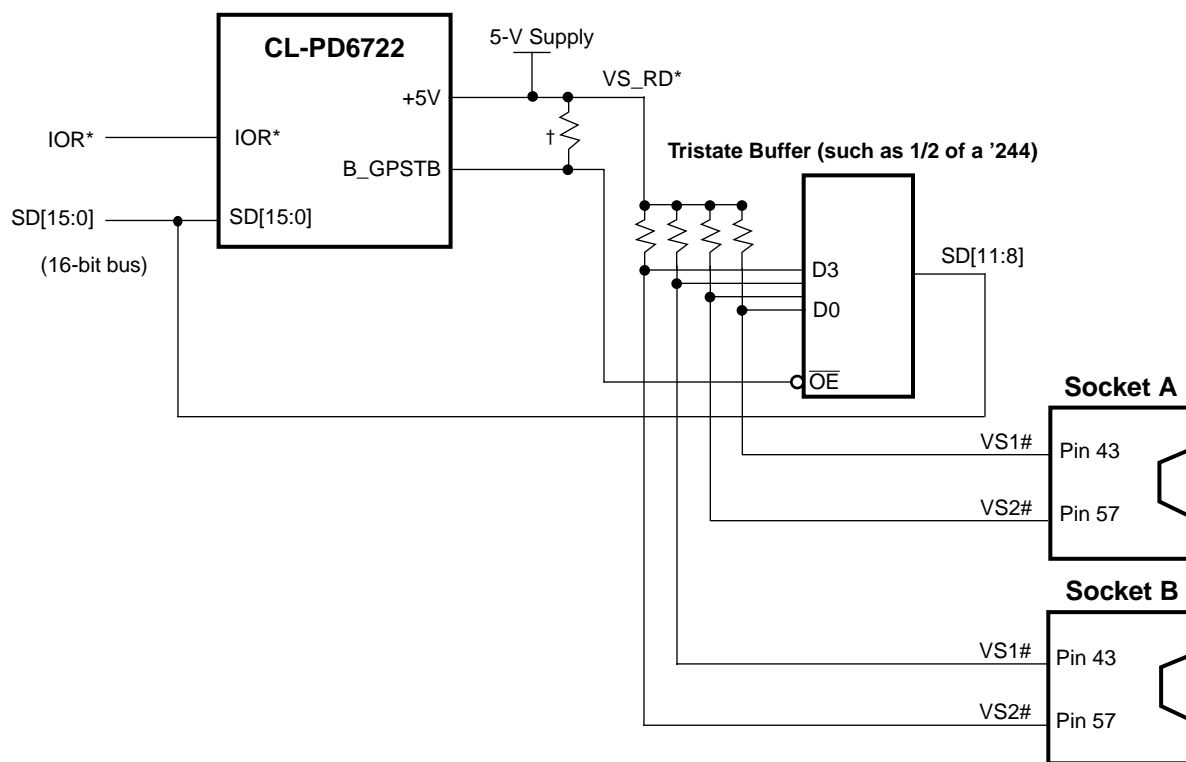 CL-PD6722
5-V Supply
VS_RD*
+5V
IOR*
IOR*
†
Tristate Buffer (such as 1/2 of a ’244)
B_GPSTB
SD[15:0]
SD[15:0]
(16-bit bus)
SD[11:8]
D3
D0
OE
Socket A
VS1#
Pin 43
VS2#
Pin 57
Socket B
VS1#
Pin 43
VS2#
Pin 57